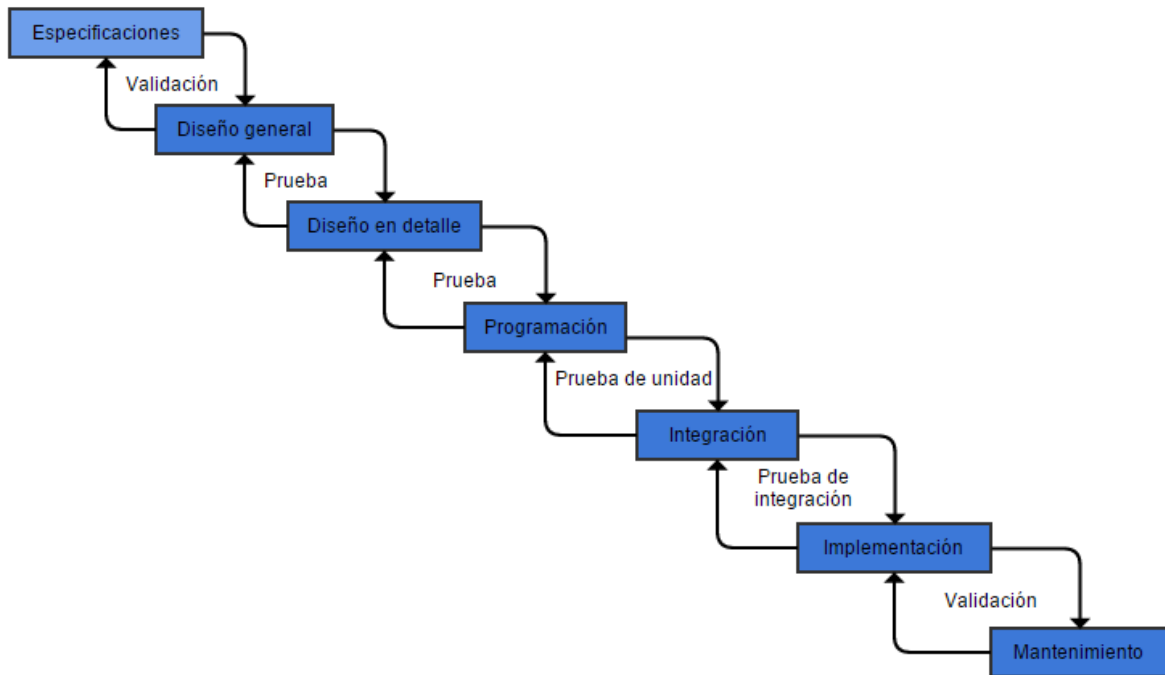 Especificaciones
Validación
Diseño general
Prueba
Diseño en detalle
Prueba
Programación
Prueba de unidad
Integración
Prueba de
integración
Implementación
Validación
Mantenimiento